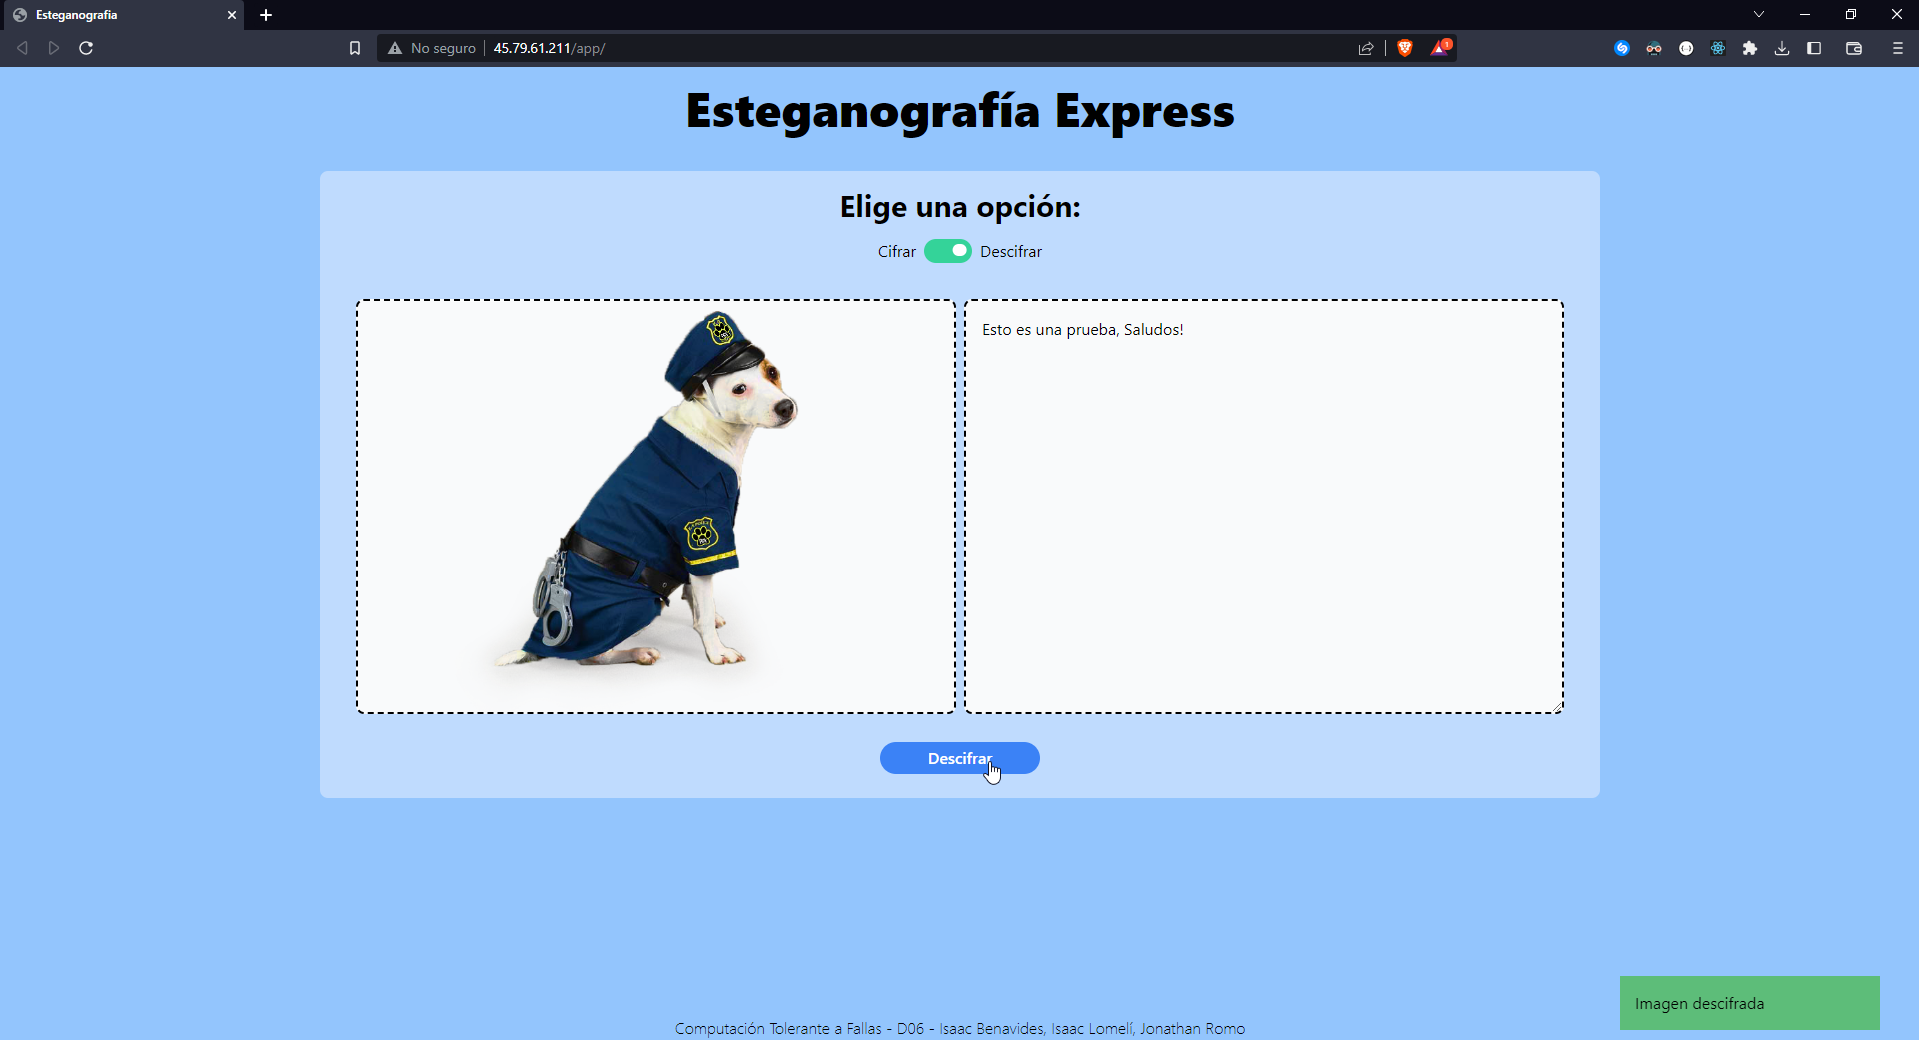 Esteganografia
No seguro
45.79.61.211/app/
1
Esteganografía Express
Elige una opción:
Cifrar
Descifrar
Esto es una prueba, Saludos!
Descifrar
Imagen descifrada
Computación Tolerante a Fallas - D06 - Isaac Benavides, Isaac Lomelí, Jonathan Romo